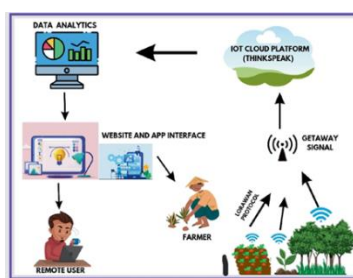 DATA ANALYTICS
IOT CLOUD PLATFORM
(THINKSPEAK)
WEBSITE AND APP INTERFACE
GETAWAY
SIGNAL
LORAWAN
PROTOCOL
FARMER
REMOTE USER